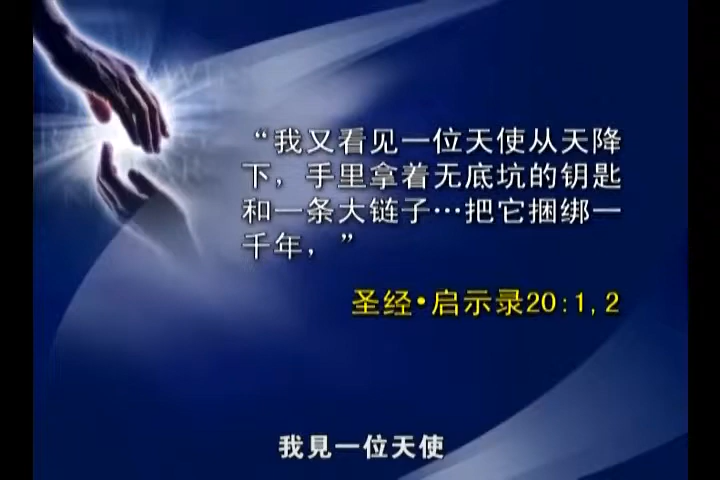 “我又看见一位天使从天降
下，手里拿着无底坑的钥匙
和一条大链子…把它捆绑一
千年，”
圣经•启示录20:1,2
我見一位天使